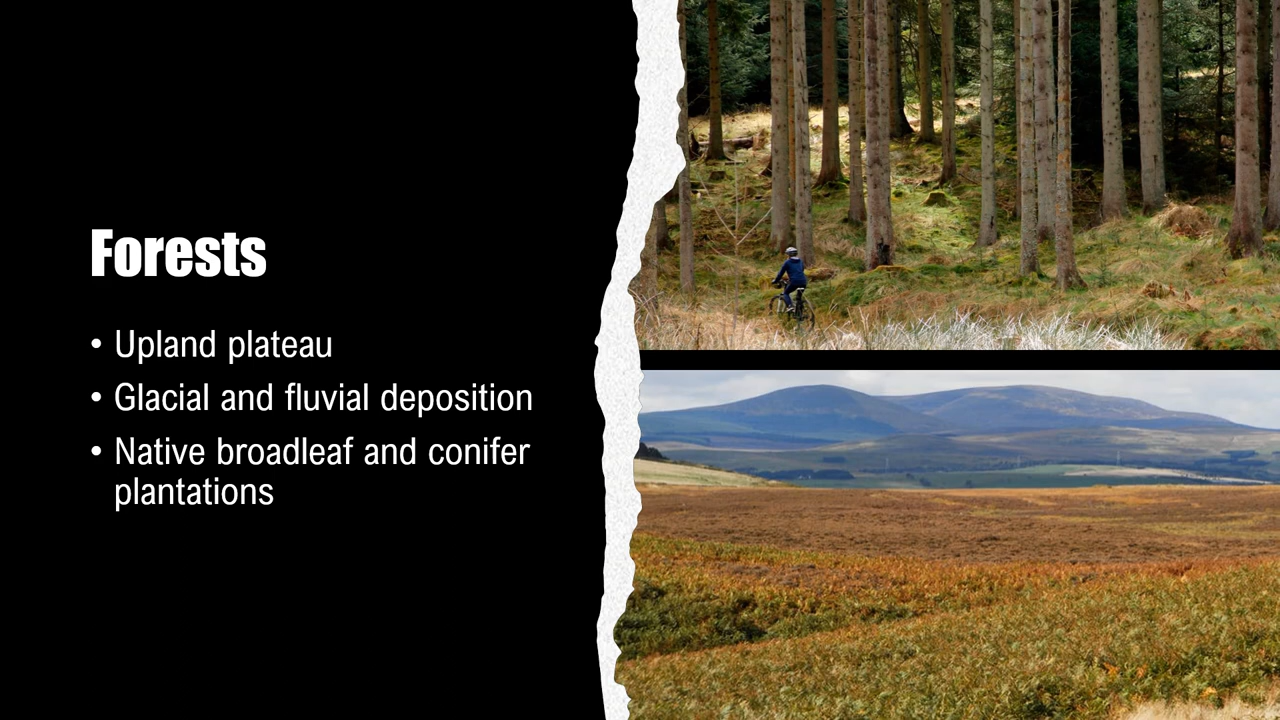 Forests
• Upland plateau
• Glacial and fluvial deposition
• Native broadleaf and conifer
plantations